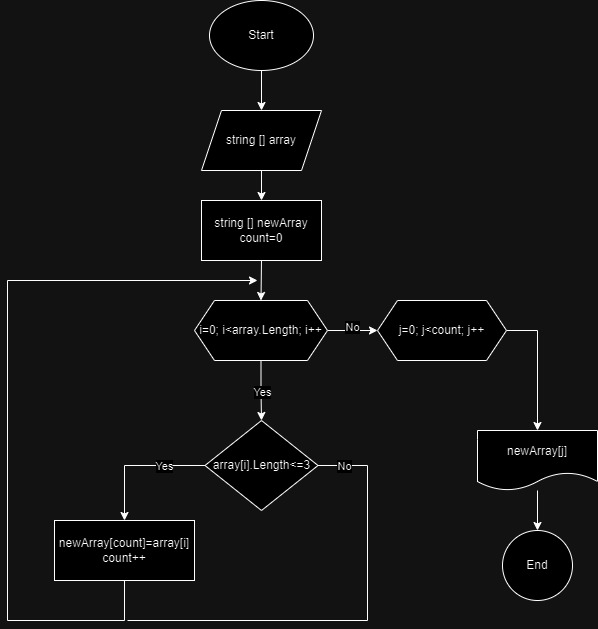 Start
string [] array
string [] newArray
count=0
i=0; i<array.Length; i++
No
j=0; j<count; j++
Yes
newArray[j]
array[i].Length<=3
Yes
No
newArray[count]=array[i]
count++
End